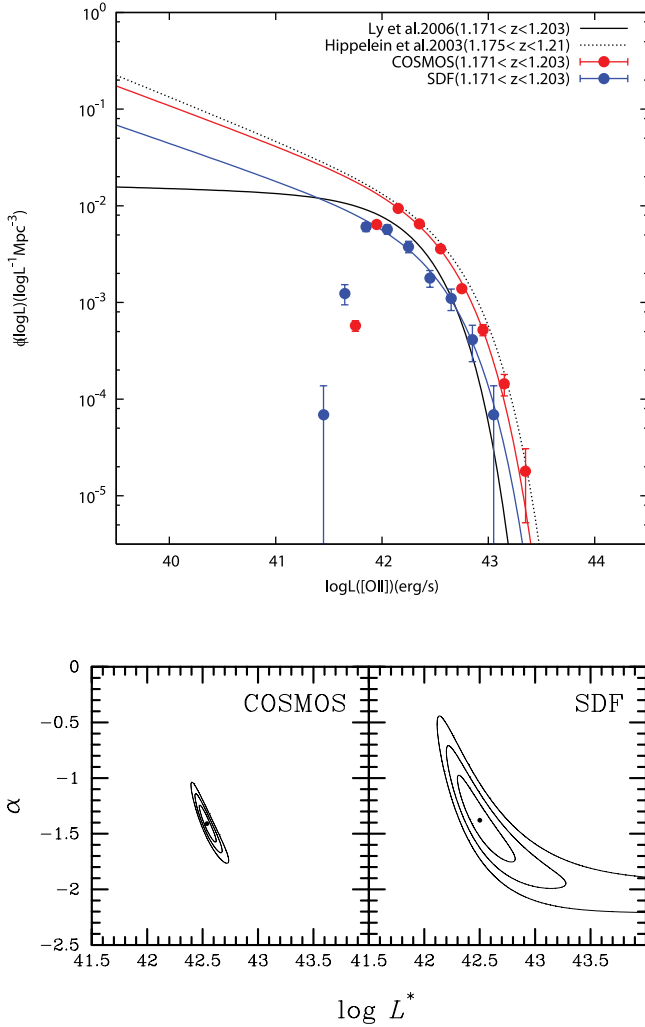 Ly et al.2006(1.171< z<1.203)
Hippelein et al.2003(1.175< z<1.21)
COSMOS(1.171< z<1.203)
SDF(1.171< z<1.203)
10^0
10^-1
10^-2
10^-3
10^-4
10^-5
ϕ(logL)(logL^-1Mpc^-3)
40 41 42 43 44
logL([OII])(erg/s)
COSMOS SDF
0
−0.5
−1
−1.5
−2
−2.5
α
41.5 42 42.5 43 43.5 41.5 42 42.5 43 43.5
log L^*